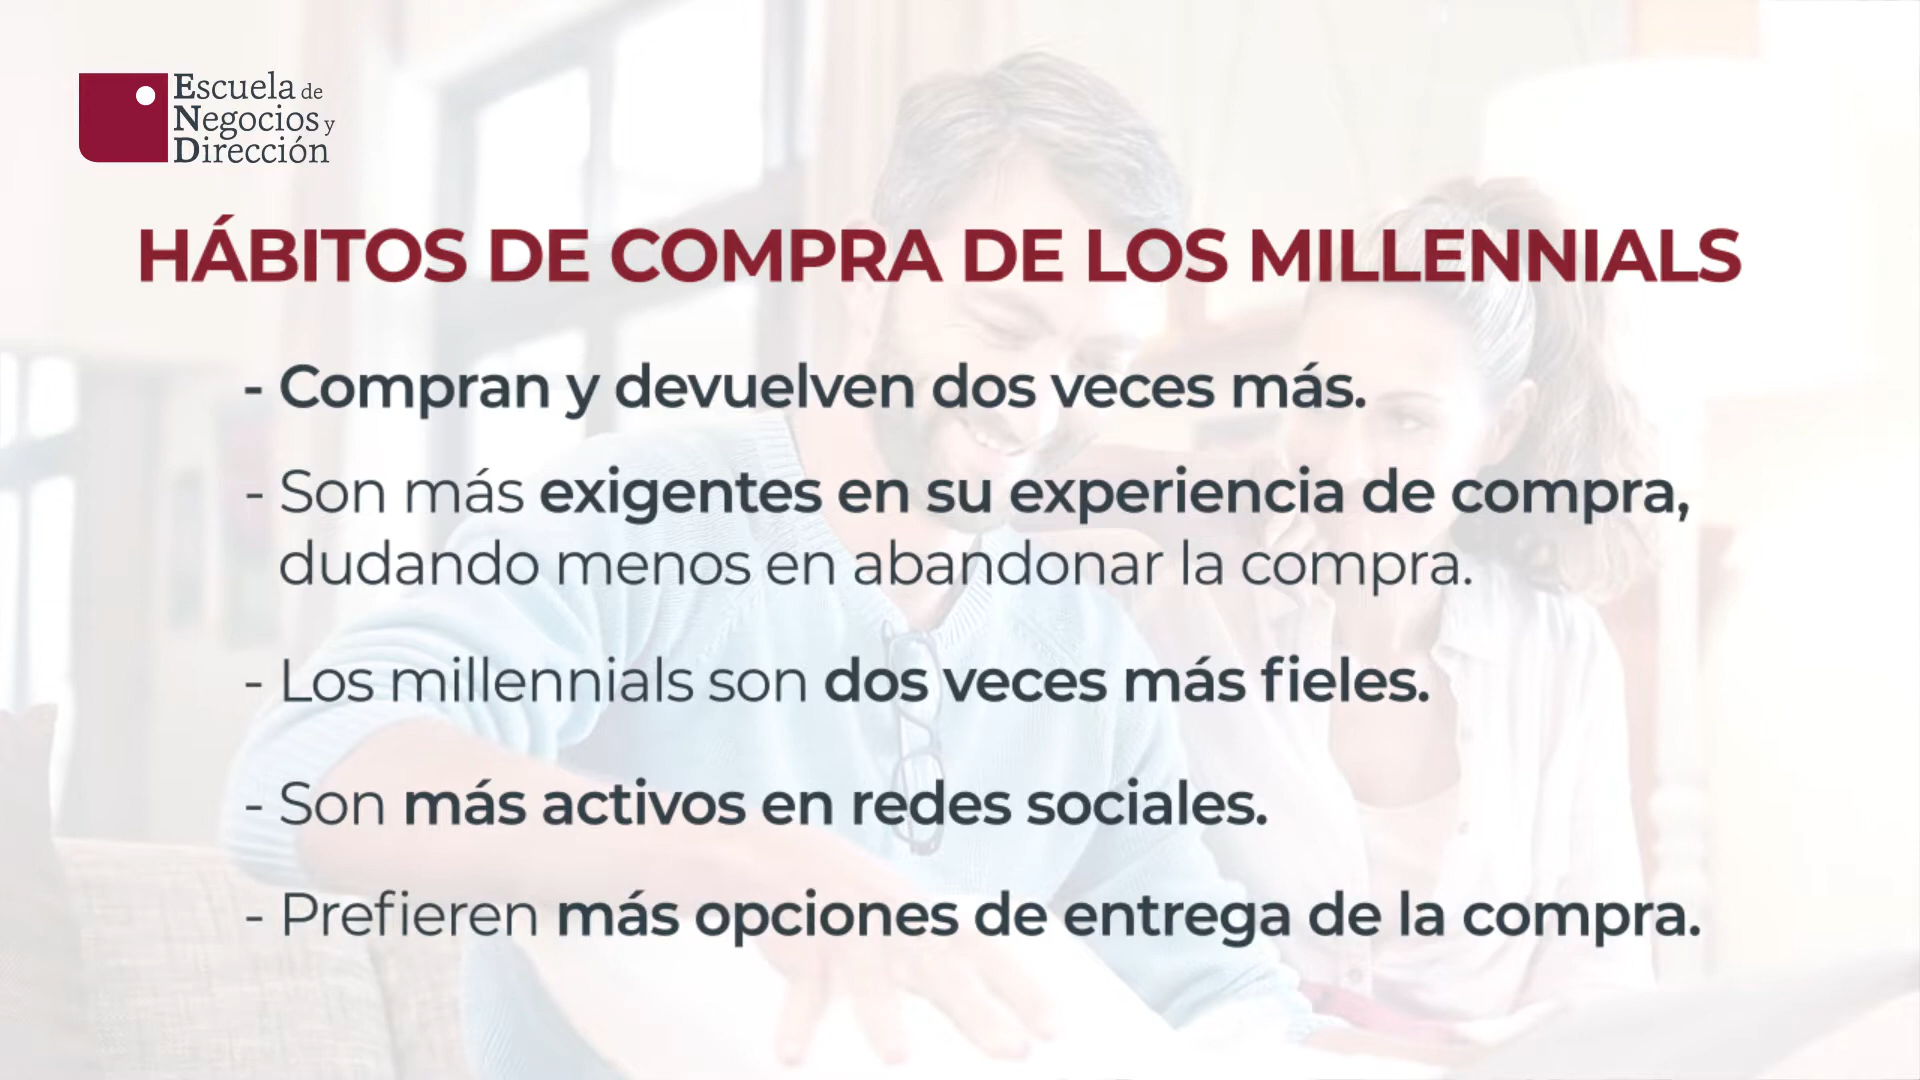 Escuela de
Negocios y
Dirección
HÁBITOS DE COMPRA DE LOS MILLENNIALS
- Compran y devuelven dos veces más.
- Son más exigentes en su experiencia de compra,
dudando menos en abandonar la compra.
- Los millennials son dos veces más fieles.
- Son más activos en redes sociales.
- Prefieren más opciones de entrega de la compra.